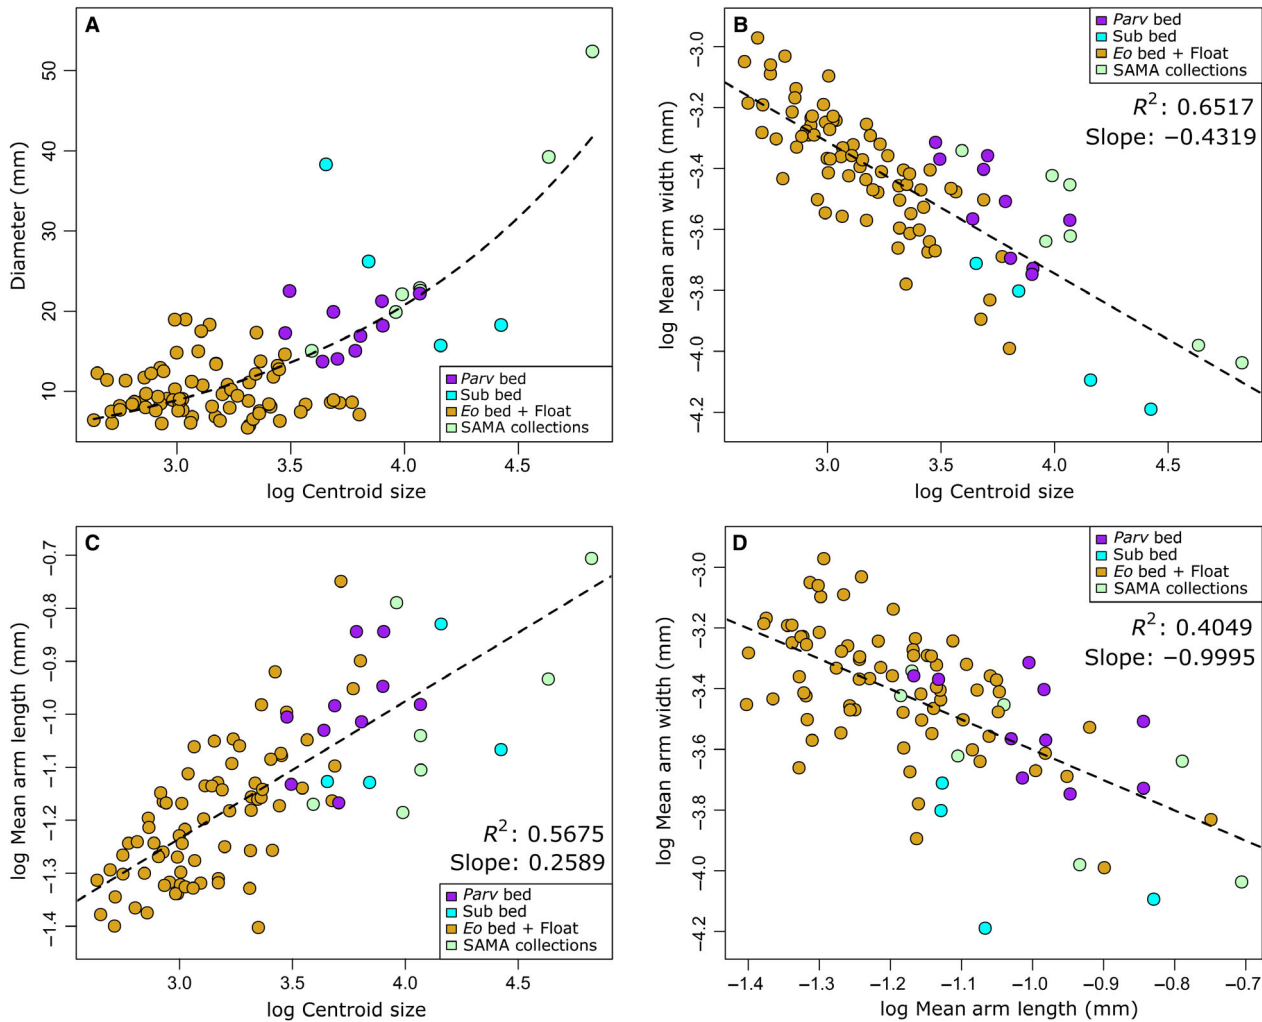 A
Diameter (mm)
50
40
30
20
10
3.0 3.5 4.0 4.5
log Centroid size
Parv bed
Sub bed
Eo bed + Float
SAMA collections
B
log Mean arm width (mm)
−3.0
−3.2
−3.4
−3.6
−3.8
−4.0
−4.2
3.0 3.5 4.0 4.5
log Centroid size
Parv bed
Sub bed
Eo bed + Float
SAMA collections
R²: 0.6517
Slope: −0.4319
C
log Mean arm length (mm)
−0.7
−0.8
−0.9
−1.0
−1.1
−1.2
−1.3
−1.4
3.0 3.5 4.0 4.5
log Centroid size
R²: 0.5675
Slope: 0.2589
Parv bed
Sub bed
Eo bed + Float
SAMA collections
D
log Mean arm width (mm)
−3.0
−3.2
−3.4
−3.6
−3.8
−4.0
−4.2
−1.4 −1.3 −1.2 −1.1 −1.0 −0.9 −0.8 −0.7
log Mean arm length (mm)
Parv bed
Sub bed
Eo bed + Float
SAMA collections
R²: 0.4049
Slope: −0.9995